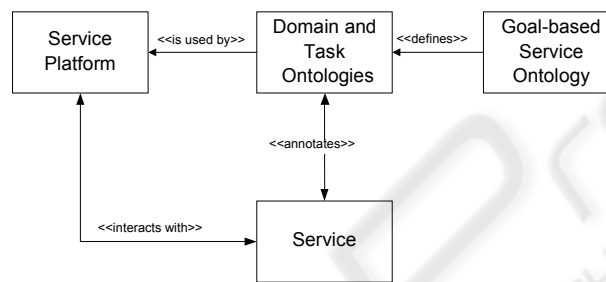 Service
Platform
<<is used by>>
Domain and
Task
Ontologies
<<defines>>
Goal-based
Service
Ontology
<<annotates>>
<<interacts with>>
Service